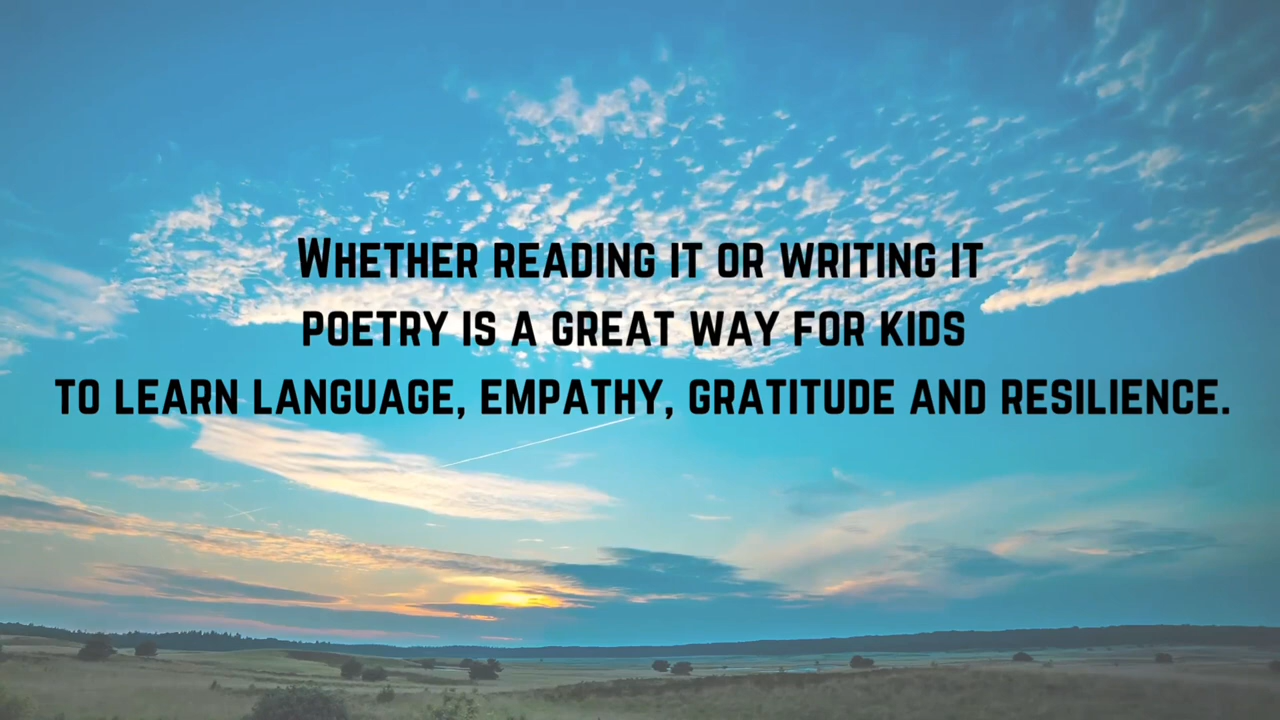 Whether reading it or writing it
poetry is a great way for kids
to learn language, empathy, gratitude and resilience.